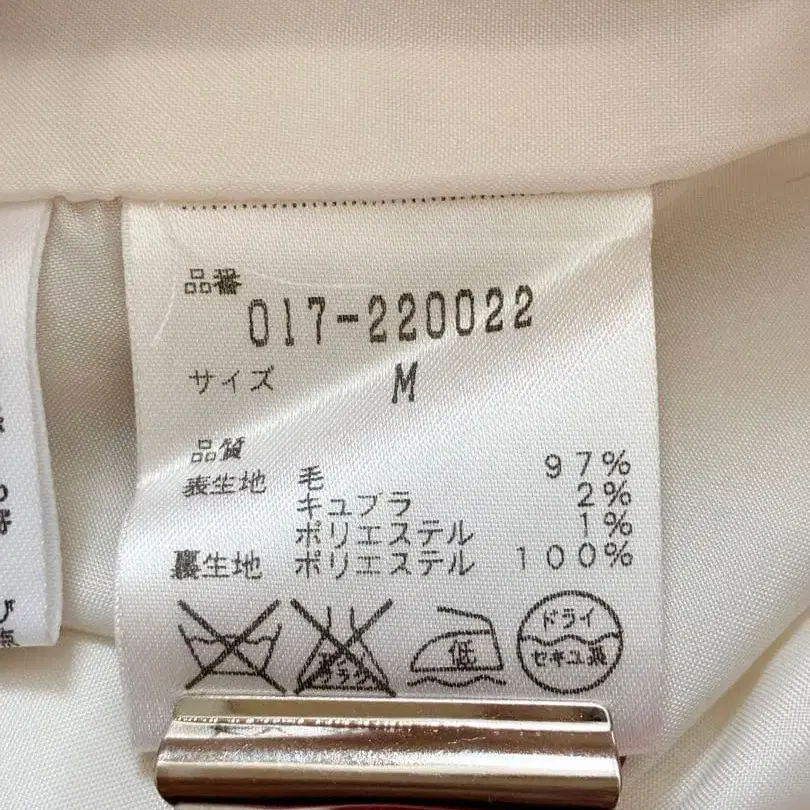 品番
017-220022
サイズ M
品質
表生地 毛 97%
キュプラ 2%
ポリエステル 1%
裏生地 ポリエステル 100%
低
ドライ
セキユ系